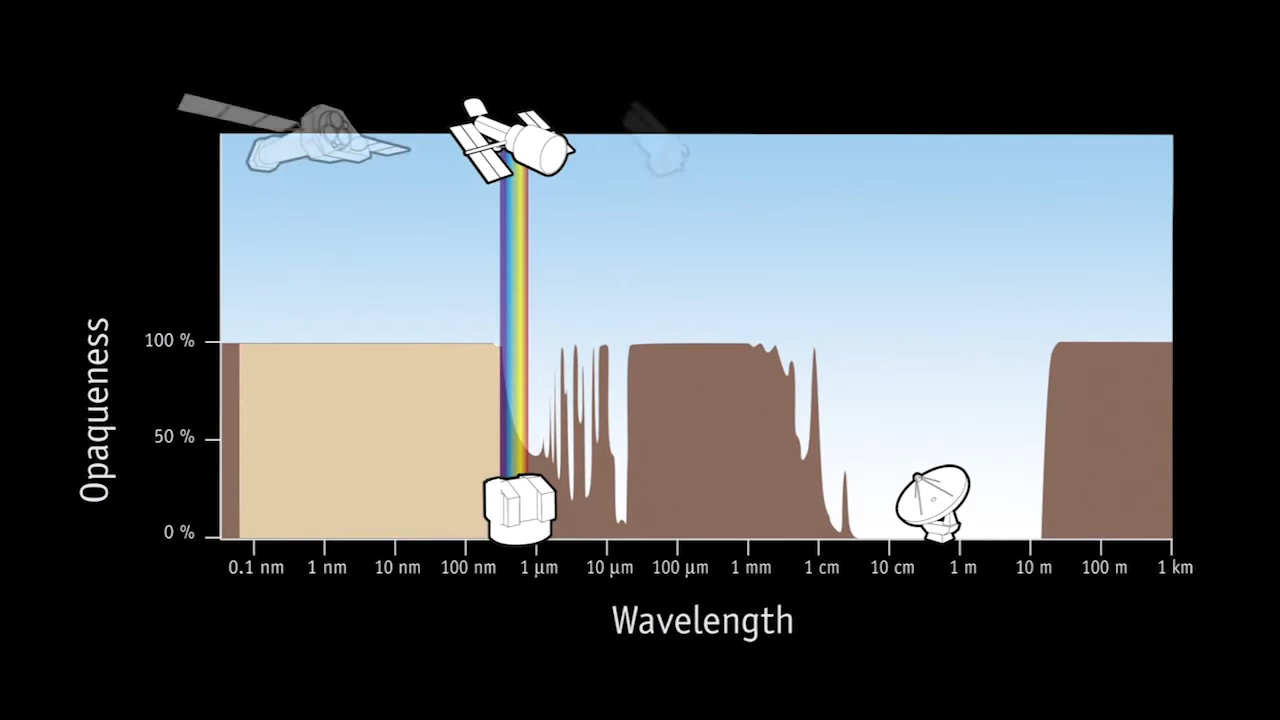 Opaqueness
100 %
50 %
0 %
0.1 nm 1 nm 10 nm 100 nm 1 µm 10 µm 100 µm 1 mm 1 cm 10 cm 1 m 10 m 100 m 1 km
Wavelength